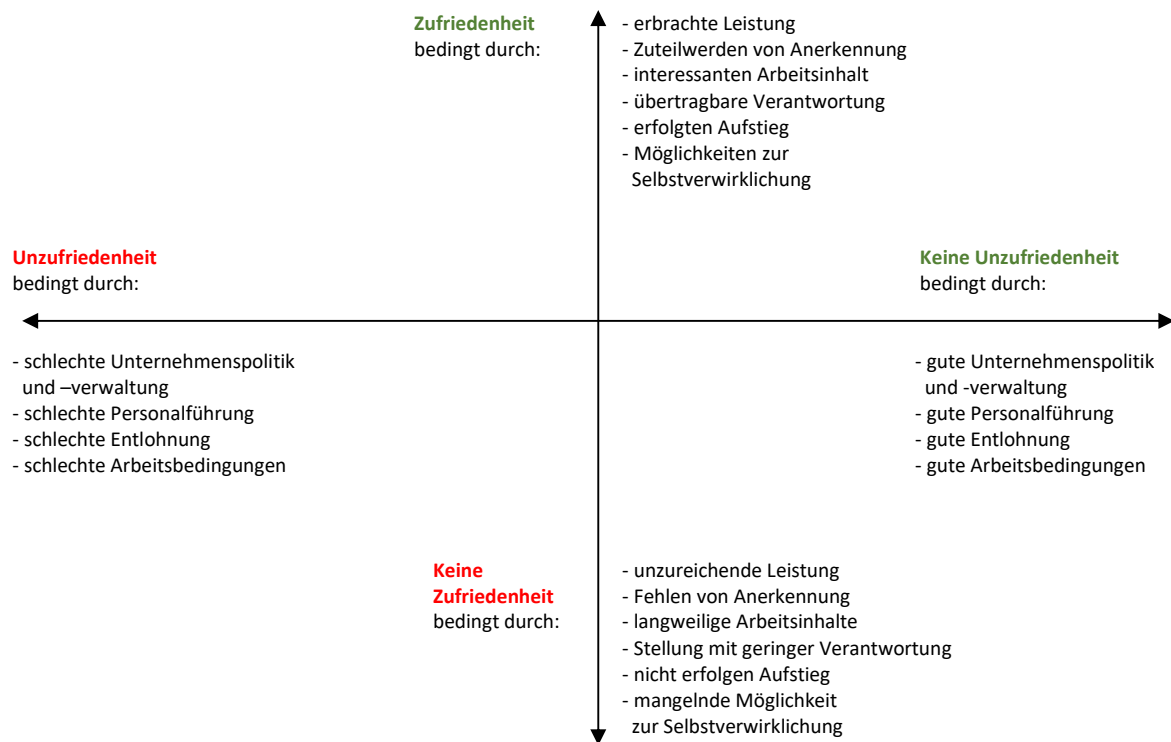 Zufriedenheit
bedingt durch:
- erbrachte Leistung
- Zuteilwerden von Anerkennung
- interessanten Arbeitsinhalt
- übertragbare Verantwortung
- erfolgten Aufstieg
- Möglichkeiten zur
Selbstverwirklichung
Unzufriedenheit
bedingt durch:
Keine Unzufriedenheit
bedingt durch:
- schlechte Unternehmenspolitik
und –verwaltung
- schlechte Personalführung
- schlechte Entlohnung
- schlechte Arbeitsbedingungen
- gute Unternehmenspolitik
und -verwaltung
- gute Personalführung
- gute Entlohnung
- gute Arbeitsbedingungen
Keine
Zufriedenheit
bedingt durch:
- unzureichende Leistung
- Fehlen von Anerkennung
- langweilige Arbeitsinhalte
- Stellung mit geringer Verantwortung
- nicht erfolgen Aufstieg
- mangelnde Möglichkeit
zur Selbstverwirklichung